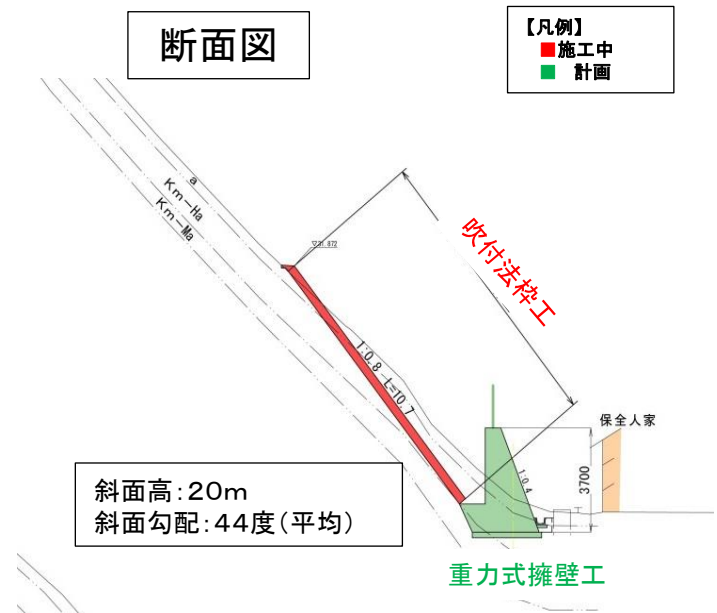 断面図
【凡例】
■施工中
■ 計画
a
Km-Ha
Km-Ma
▽31.872
吹付法枠工
1:0.8 L=10.7
保全人家
3700
1:0.4
斜面高:20m
斜面勾配:44度(平均)
重力式擁壁工